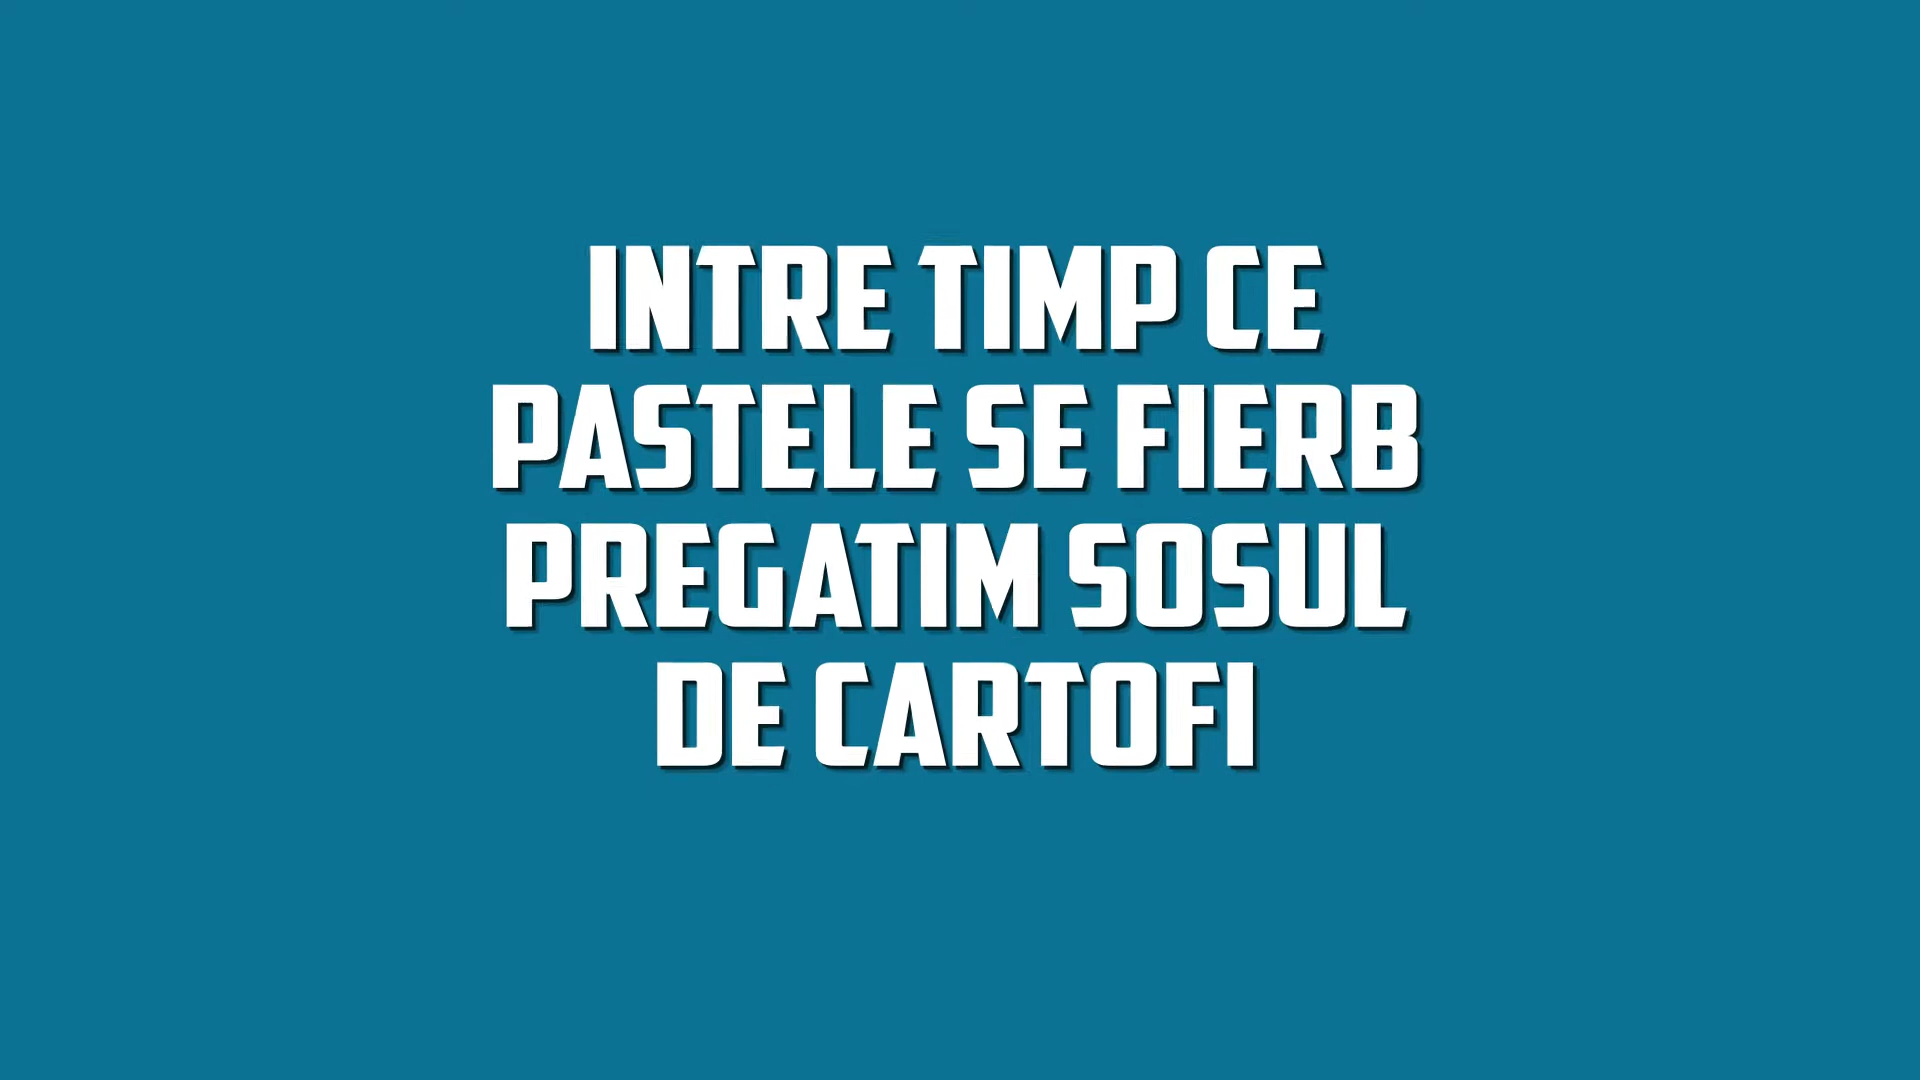 INTRE TIMP CE
PASTELE SE FIERB
PREGATIM SOSUL
DE CARTOFI